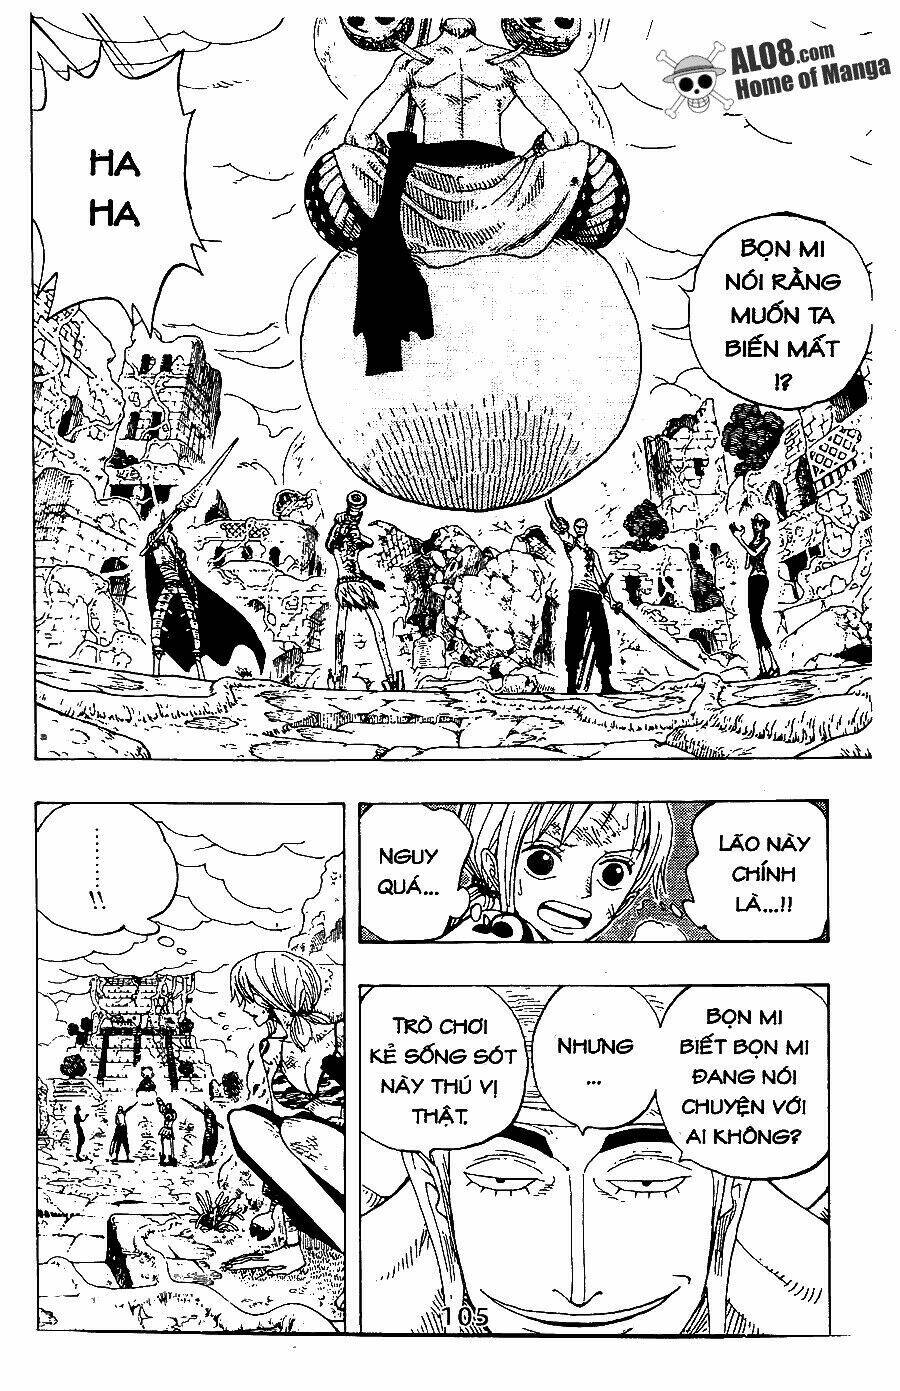 ALO8.com
Home of Manga
HA
HA
BỌN MI
NÓI RẰNG
MUỐN TA
BIẾN MẤT
!?
LÃO NÀY
CHÍNH
LÀ...!!
NGUY
QUÁ...
..........!!
BỌN MI
BIẾT BỌN MI
ĐANG NÓI
CHUYỆN VỚI
AI KHÔNG?
NHƯNG
...
TRÒ CHƠI
KẺ SỐNG SÓT
NÀY THÚ VỊ
THẬT.
105